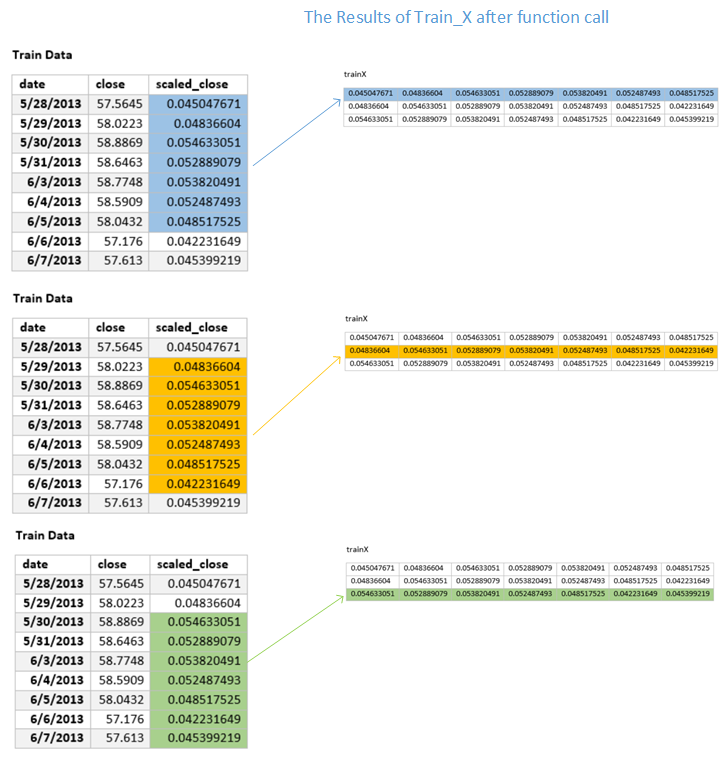 The Results of Train_X after function call
Train Data
date close scaled_close
5/28/2013 57.5645 0.045047671
5/29/2013 58.0223 0.04836604
5/30/2013 58.8869 0.054633051
5/31/2013 58.6463 0.052889079
6/3/2013 58.7748 0.053820491
6/4/2013 58.5909 0.052487493
6/5/2013 58.0432 0.048517525
6/6/2013 57.176 0.042231649
6/7/2013 57.613 0.045399219
trainX
0.045047671 0.04836604 0.054633051 0.052889079 0.053820491 0.052487493 0.048517525
0.04836604 0.054633051 0.052889079 0.053820491 0.052487493 0.048517525 0.042231649
0.054633051 0.052889079 0.053820491 0.052487493 0.048517525 0.042231649 0.045399219
Train Data
date close scaled_close
5/28/2013 57.5645 0.045047671
5/29/2013 58.0223 0.04836604
5/30/2013 58.8869 0.054633051
5/31/2013 58.6463 0.052889079
6/3/2013 58.7748 0.053820491
6/4/2013 58.5909 0.052487493
6/5/2013 58.0432 0.048517525
6/6/2013 57.176 0.042231649
6/7/2013 57.613 0.045399219
trainX
0.045047671 0.04836604 0.054633051 0.052889079 0.053820491 0.052487493 0.048517525
0.04836604 0.054633051 0.052889079 0.053820491 0.052487493 0.048517525 0.042231649
0.054633051 0.052889079 0.053820491 0.052487493 0.048517525 0.042231649 0.045399219
Train Data
date close scaled_close
5/28/2013 57.5645 0.045047671
5/29/2013 58.0223 0.04836604
5/30/2013 58.8869 0.054633051
5/31/2013 58.6463 0.052889079
6/3/2013 58.7748 0.053820491
6/4/2013 58.5909 0.052487493
6/5/2013 58.0432 0.048517525
6/6/2013 57.176 0.042231649
6/7/2013 57.613 0.045399219
trainX
0.045047671 0.04836604 0.054633051 0.052889079 0.053820491 0.052487493 0.048517525
0.04836604 0.054633051 0.052889079 0.053820491 0.052487493 0.048517525 0.042231649
0.054633051 0.052889079 0.053820491 0.052487493 0.048517525 0.042231649 0.045399219